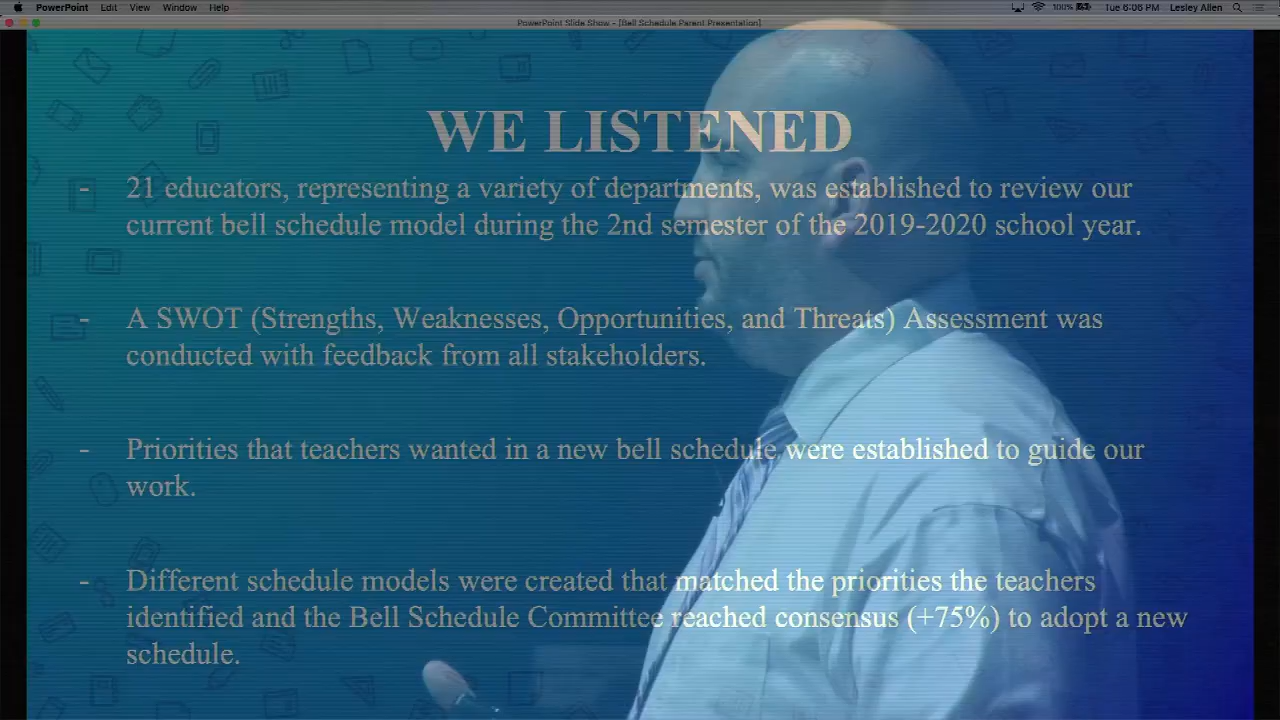 PowerPoint Edit View Window Help 100% Tue 6:06 PM Lesley Allen
PowerPoint Slide Show - [Bell Schedule Parent Presentation]
WE LISTENED
- 21 educators, representing a variety of departments, was established to review our
current bell schedule model during the 2nd semester of the 2019-2020 school year.
- A SWOT (Strengths, Weaknesses, Opportunities, and Threats) Assessment was
conducted with feedback from all stakeholders.
- Priorities that teachers wanted in a new bell schedule were established to guide our
work.
- Different schedule models were created that matched the priorities the teachers
identified and the Bell Schedule Committee reached consensus (+75%) to adopt a new
schedule.